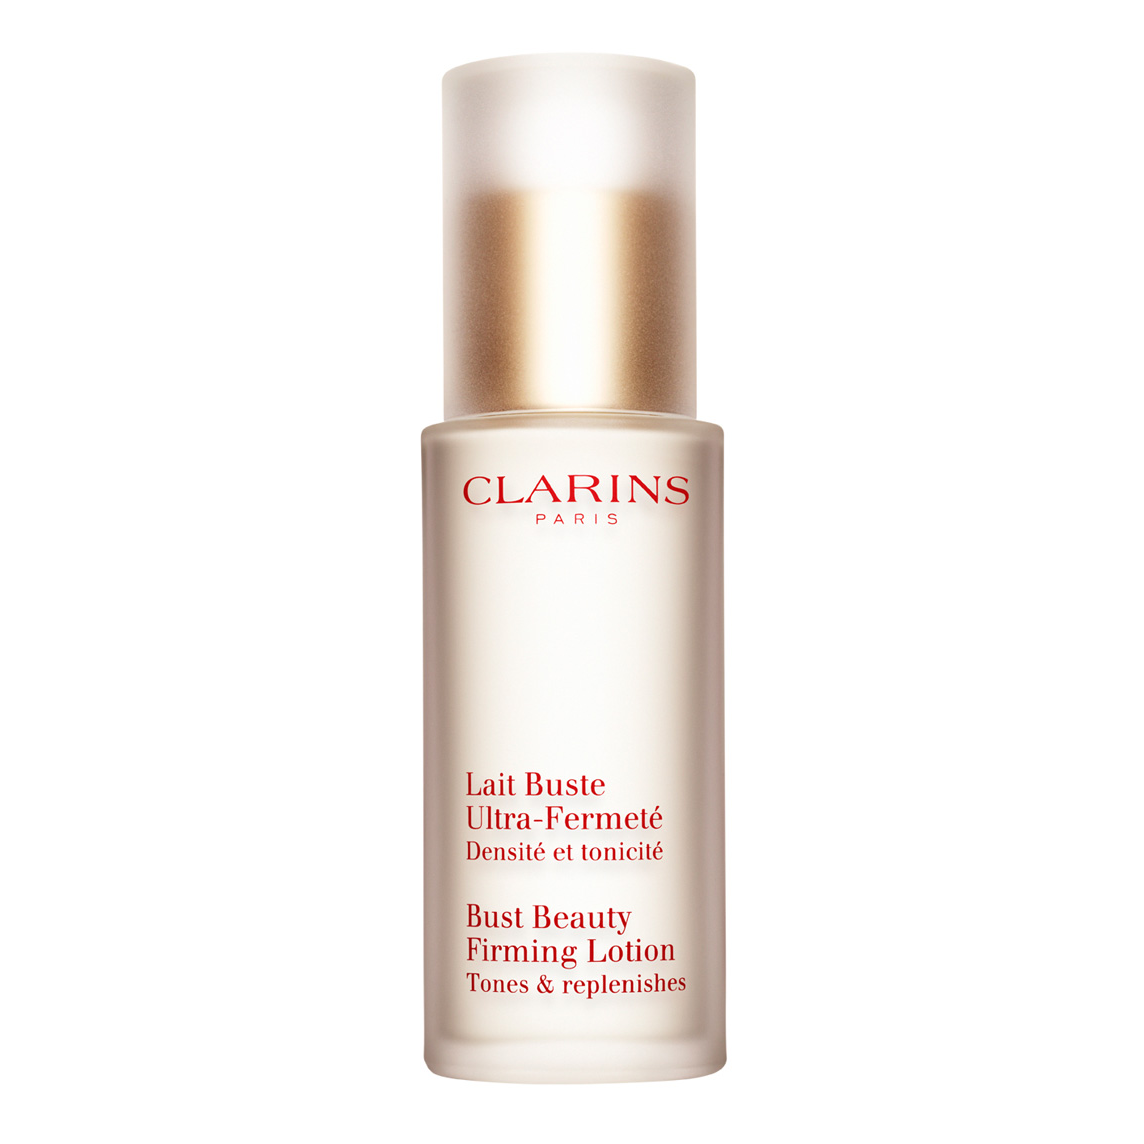 CLARINS
PARIS
Lait Buste
Ultra-Fermeté
Densité et tonicité
Bust Beauty
Firming Lotion
Tones & replenishes